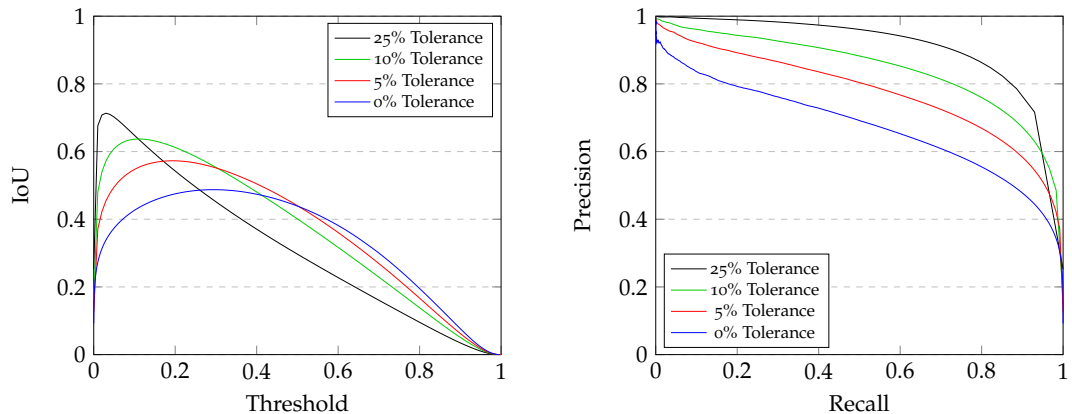 IoU
1
0.8
0.6
0.4
0.2
0
25% Tolerance
10% Tolerance
5% Tolerance
0% Tolerance
0 0.2 0.4 0.6 0.8 1
Threshold
Precision
1
0.8
0.6
0.4
0.2
0
25% Tolerance
10% Tolerance
5% Tolerance
0% Tolerance
0 0.2 0.4 0.6 0.8 1
Recall